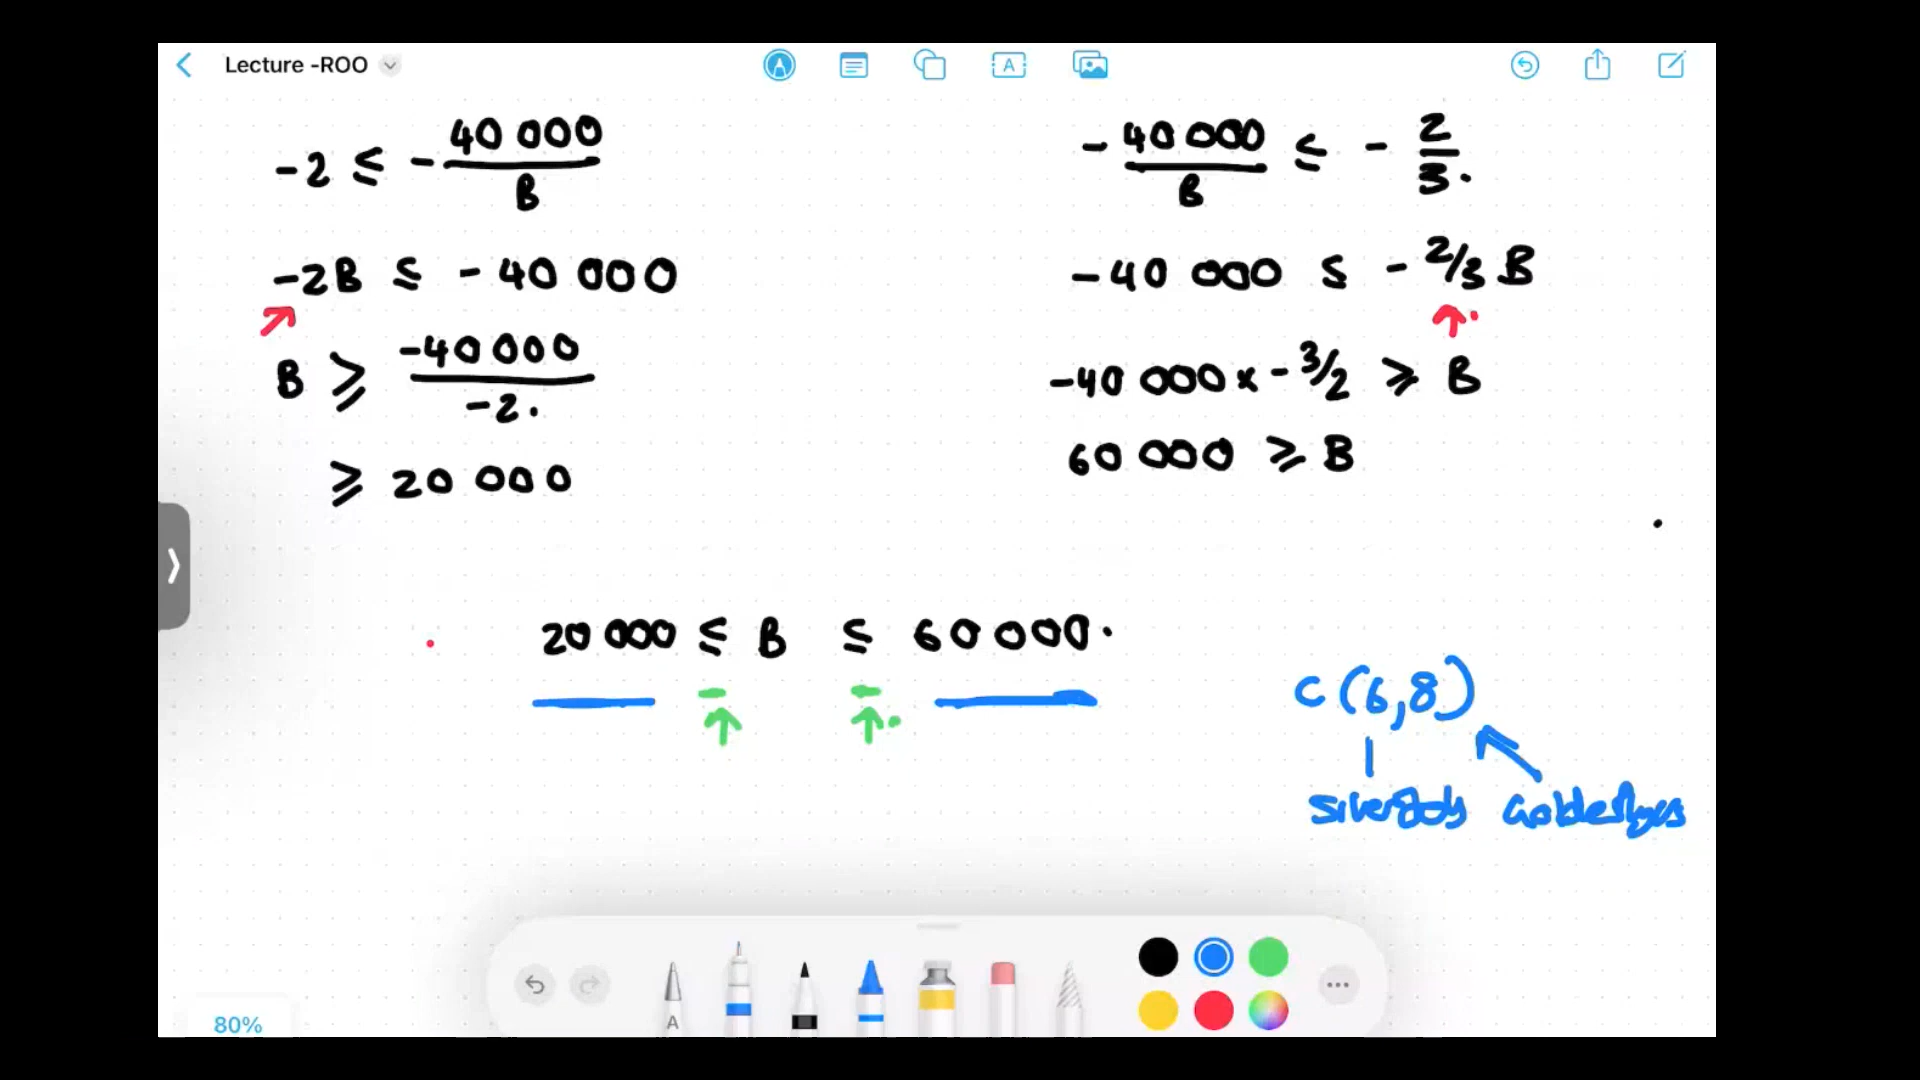 Lecture -ROO
-2 ≤ - 40 000 / B
-2B ≤ - 40 000
B ≥ -40 000 / -2.
≥ 20 000
- 40 000 / B ≤ - 2 / 3.
-40 000 ≤ - 2/3 B
-40 000 x - 3/2 ≥ B
60 000 ≥ B
20 000 ≤ B ≤ 60 000.
C (6,8)
A
80%